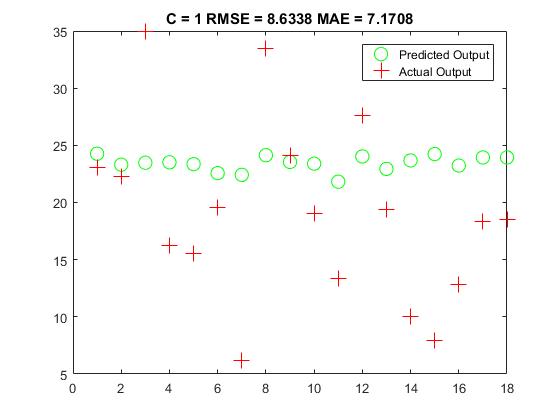 C = 1 RMSE = 8.6338 MAE = 7.1708
35
30
25
20
15
10
5
0 2 4 6 8 10 12 14 16 18
Predicted Output
Actual Output